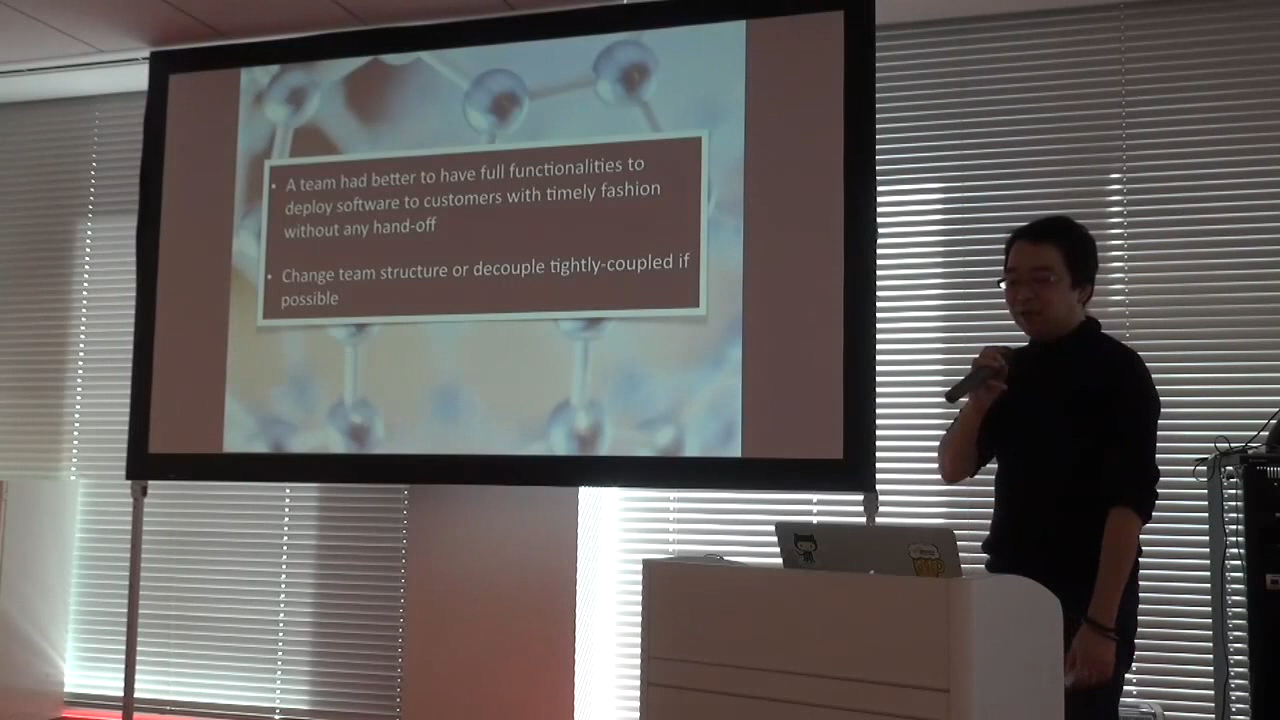 • A team had better to have full functionalities to
deploy software to customers with timely fashion
without any hand-off
• Change team structure or decouple tightly-coupled if
possible